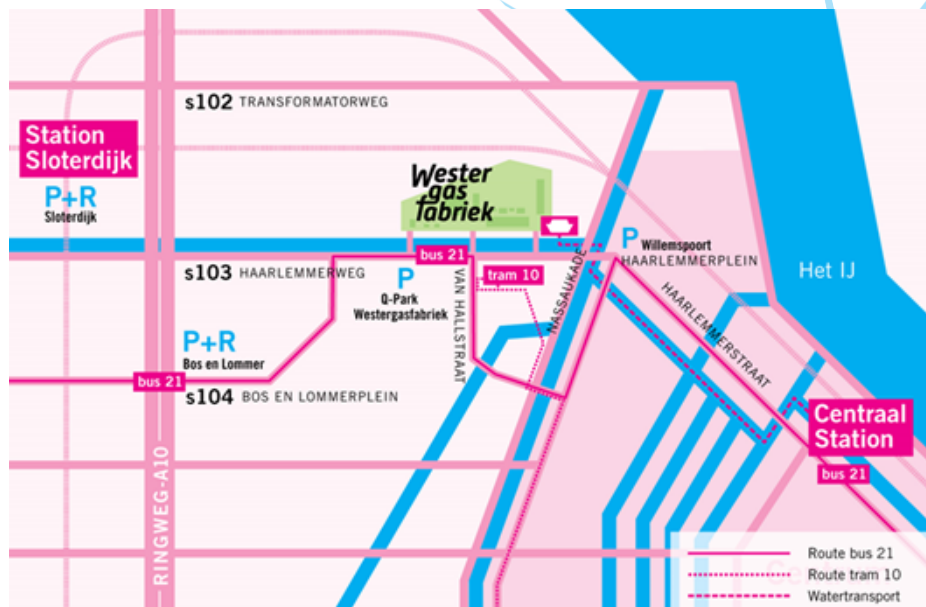 s102 TRANSFORMATORWEG
Station
Sloterdijk
P+R
Sloterdijk
Wester
gas
fabriek
P Willemspoort
HAARLEMMERPLEIN
bus 21
s103 HAARLEMMERWEG
P
Q-Park
Westergasfabriek
tram 10
VAN HALLSTRAAT
NASSAUKADE
HAARLEMMERSTRAAT
Het IJ
P+R
Bos en Lommer
bus 21
s104 BOS EN LOMMERPLEIN
RINGWEG-A10
Centraal
Station
bus 21
Route bus 21
Route tram 10
Watertransport